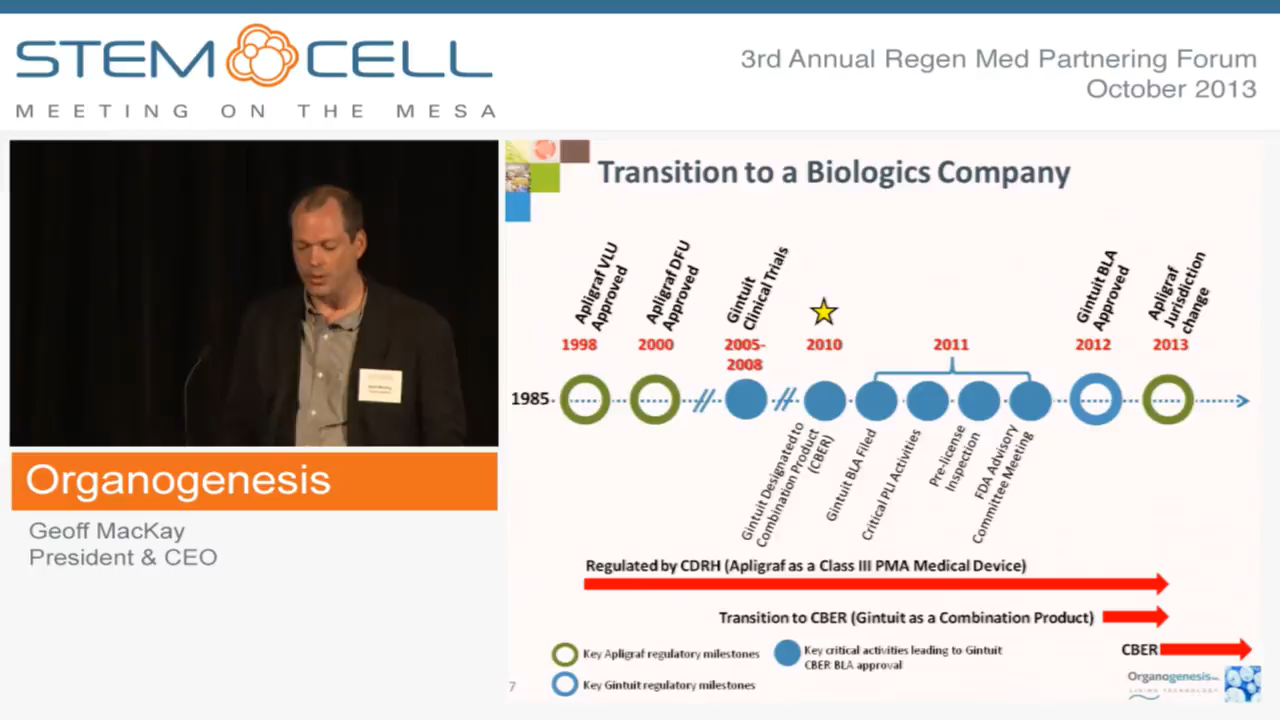 STEM CELL
MEETING ON THE MESA
3rd Annual Regen Med Partnering Forum
October 2013
Organogenesis
Geoff MacKay
President & CEO
Transition to a Biologics Company
Apligraf VLU
Approved
Apligraf DFU
Approved
Gintuit
Clinical Trials
Gintuit BLA
Approved
Apligraf
Jurisdiction
change
1998
2000
2005-
2008
2010
2011
2012
2013
1985
Gintuit Designated to
Combination Product
(CBER)
Gintuit BLA Filed
Critical PLI Activities
Pre-license
Inspection
FDA Advisory
Committee Meeting
Regulated by CDRH (Apligraf as a Class III PMA Medical Device)
Transition to CBER (Gintuit as a Combination Product)
CBER
Key Apligraf regulatory milestones
Key Gintuit regulatory milestones
Key critical activities leading to Gintuit
CBER BLA approval
7
Organogenesis
LIVING TECHNOLOGY